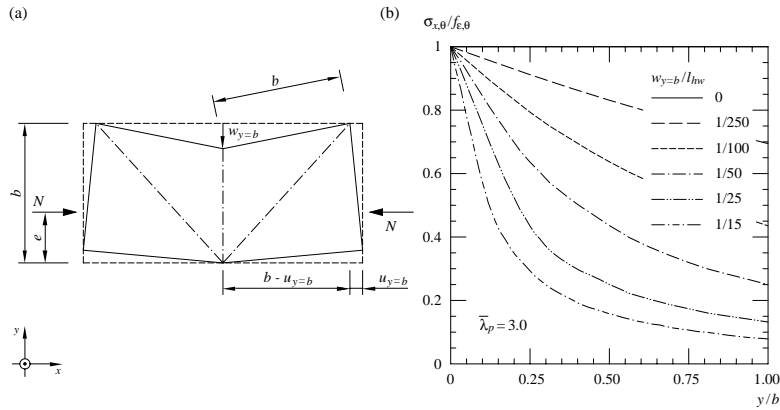 (a)
b
w_{y=b}
b
N
e
N
b - u_{y=b}
u_{y=b}
y
x
(b)
σ_{x,θ}/f_{ε,θ}
1
0.8
0.6
0.4
0.2
0
w_{y=b}/l_{hw}
0
1/250
1/100
1/50
1/25
1/15
λ̄_p = 3.0
0
0.25
0.50
0.75
1.00
y/b